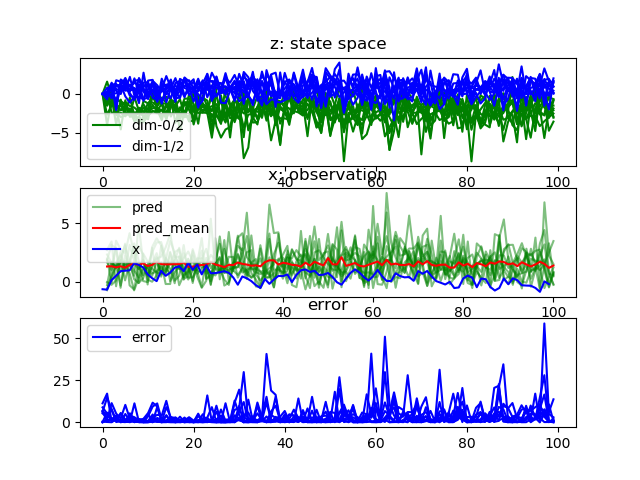 z: state space
0
−5
dim-0/2
dim-1/2
0 20 40 60 80 100
x: observation
5
0
pred
pred_mean
x
0 20 40 60 80 100
error
50
25
0
error
0 20 40 60 80 100